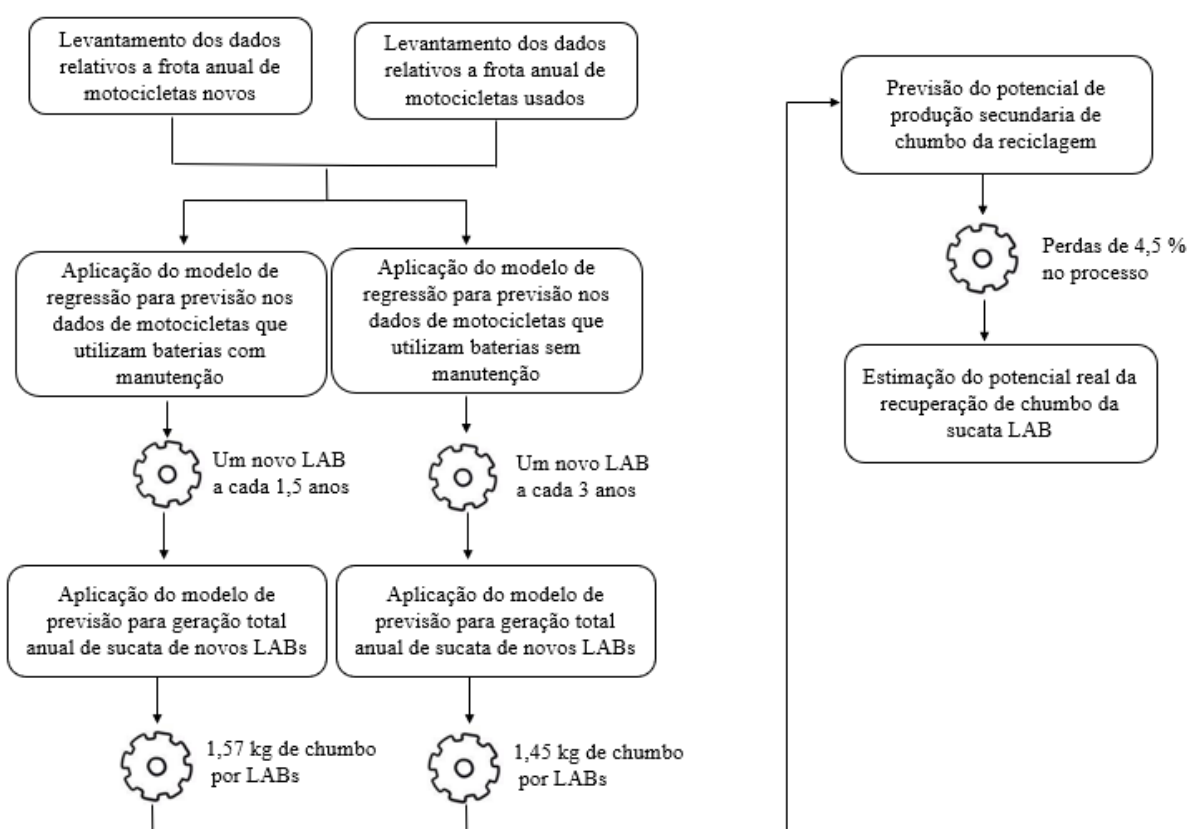 Levantamento dos dados
relativos a frota anual de
motocicletas novos
Levantamento dos dados
relativos a frota anual de
motocicletas usados
Aplicação do modelo de
regressão para previsão nos
dados de motocicletas que
utilizam baterias com
manutenção
Aplicação do modelo de
regressão para previsão nos
dados de motocicletas que
utilizam baterias sem
manutenção
Um novo LAB
a cada 1,5 anos
Um novo LAB
a cada 3 anos
Aplicação do modelo de
previsão para geração total
anual de sucata de novos LABs
Aplicação do modelo de
previsão para geração total
anual de sucata de novos LABs
1,57 kg de chumbo
por LABs
1,45 kg de chumbo
por LABs
Previsão do potencial de
produção secundaria de
chumbo da reciclagem
Perdas de 4,5 %
no processo
Estimação do potencial real da
recuperação de chumbo da
sucata LAB